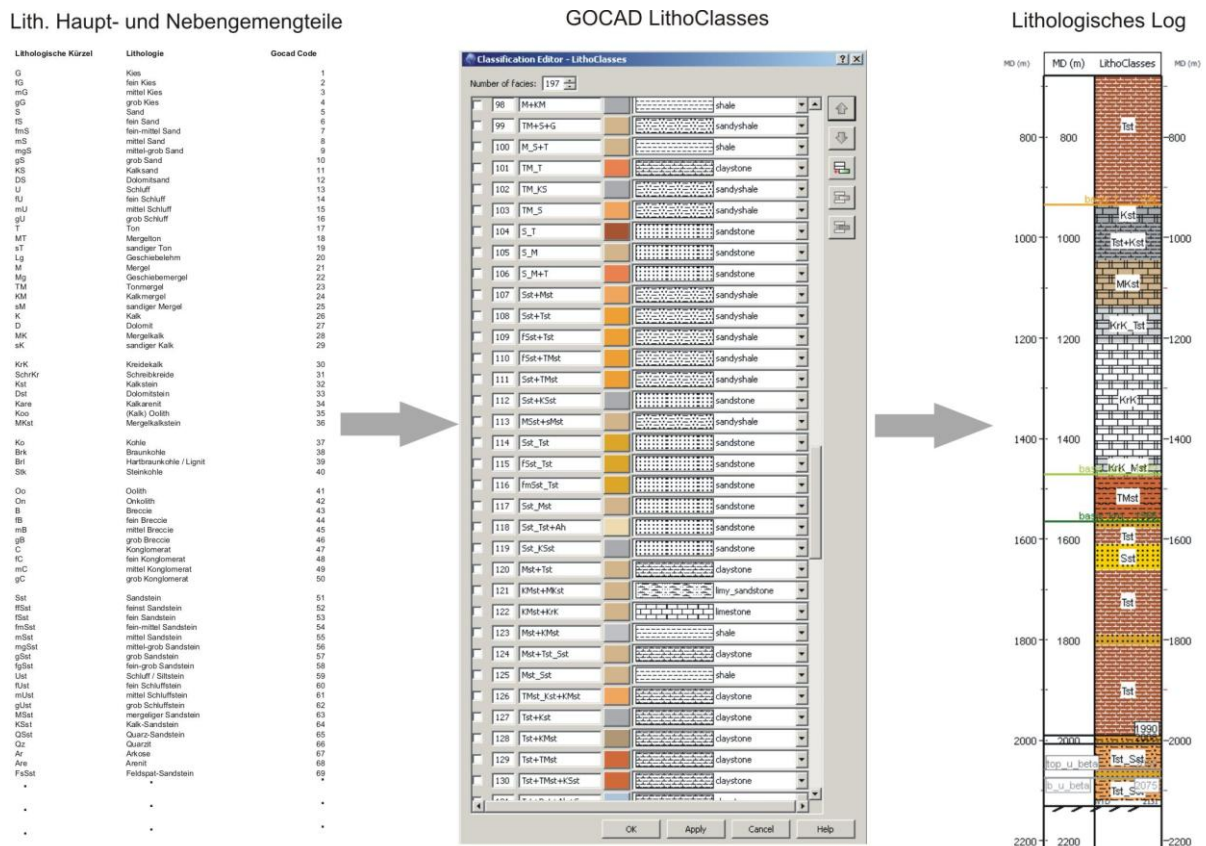 Lith. Haupt- und Nebengemengteile
Lithologische Kürzel Lithologie Gocad Code
G Kies 1
fG fein Kies 2
mG mittel Kies 3
gG grob Kies 4
S Sand 5
fS fein Sand 6
fmS fein-mittel Sand 7
mS mittel Sand 8
mgS mittel-grob Sand 9
gS grob Sand 10
KS Kalksand 11
DS Dolomitsand 12
U Schluff 13
fU fein Schluff 14
mU mittel Schluff 15
gU grob Schluff 16
T Ton 17
MT Mergelton 18
sT sandiger Ton 19
Lg Geschiebelehm 20
M Mergel 21
Mg Geschiebemergel 22
TM Tonmergel 23
KM Kalkmergel 24
sM sandiger Mergel 25
K Kalk 26
D Dolomit 27
MK Mergelkalk 28
sK sandiger Kalk 29
KrK Kreidekalk 30
SchrKr Schreibkreide 31
Kst Kalkstein 32
Dst Dolomitstein 33
Kare Kalkarenit 34
Koo (Kalk) Oolith 35
MKst Mergelkalkstein 36
Ko Kohle 37
Brk Braunkohle 38
Brl Hartbraunkohle / Lignit 39
Stk Steinkohle 40
Oo Oolith 41
On Onkolith 42
B Breccie 43
fB fein Breccie 44
mB mittel Breccie 45
gB grob Breccie 46
C Konglomerat 47
fC fein Konglomerat 48
mC mittel Konglomerat 49
gC grob Konglomerat 50
Sst Sandstein 51
ffSst feinst Sandstein 52
fSst fein Sandstein 53
fmSst fein-mittel Sandstein 54
mSst mittel Sandstein 55
mgSst mittel-grob Sandstein 56
gSst grob Sandstein 57
fgSst fein-grob Sandstein 58
Ust Schluff / Siltstein 59
fUst fein Schluffstein 60
mUst mittel Schluffstein 61
gUst grob Schluffstein 62
MSst mergeliger Sandstein 63
KSst Kalk-Sandstein 64
QSst Quarz-Sandstein 65
Qz Quarzit 66
Ar Arkose 67
Are Arenit 68
FsSst Feldspat-Sandstein 69
GOCAD LithoClasses
Classification Editor - LithoClasses
Number of facies: 197
98 M+KM shale
99 TM+S+G sandyshale
100 M_S+T shale
101 TM_T claystone
102 TM_KS sandyshale
103 TM_S sandyshale
104 S_T sandstone
105 S_M sandstone
106 S_M+T sandstone
107 Sst+Mst sandyshale
108 Sst+Tst sandyshale
109 fSst+Tst sandyshale
110 fSst+TMst sandyshale
111 Sst+TMst sandyshale
112 Sst+KSst sandstone
113 MSst+sMst sandyshale
114 Sst_Tst sandstone
115 fSst_Tst sandstone
116 fmSst_Tst sandstone
117 Sst_Mst sandstone
118 Sst_Tst+Ah sandstone
119 Sst_KSst sandstone
120 Mst+Tst claystone
121 KMst+MKst limy_sandstone
122 KMst+KrK limestone
123 Mst+KMst shale
124 Mst+Tst_Sst claystone
125 Mst_Sst shale
126 TMst_Kst+KMst claystone
127 Tst+Kst claystone
128 Tst+KMst claystone
129 Tst+TMst claystone
130 Tst+TMst+KSst claystone
OK Apply Cancel Help
Lithologisches Log
MD (m) MD (m) LithoClasses MD (m)
Tst
800 800 800
Kst
1000 1000 Tst+Kst 1000
MKst
KrK_Tst
1200 1200 1200
KrK
1400 1400 1400
KrK_Mst
TMst
1600 1600 Tst 1600
Sst
Tst
1800 1800 1800
Tst
1990
2000 2000 2000
top_u_beta Tst_Sst
b_u_beta 2075
2200 2200 2200